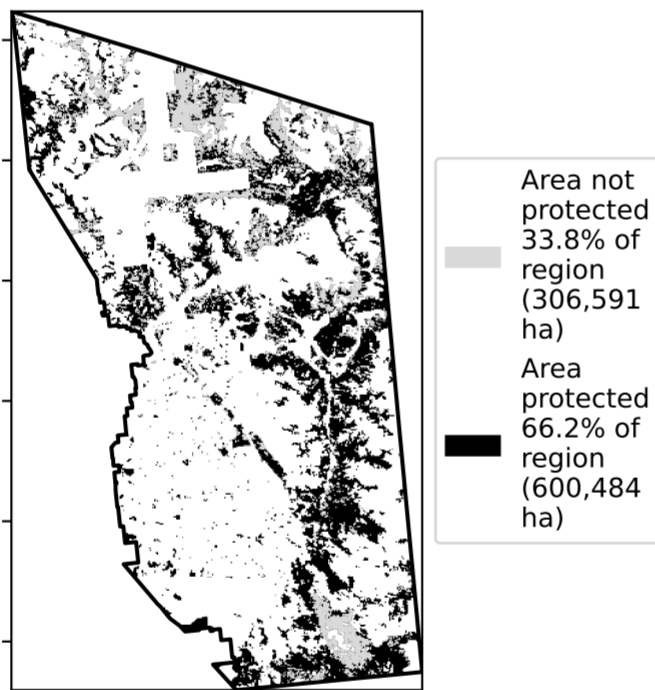 Area not
protected
33.8% of
region
(306,591
ha)
Area
protected
66.2% of
region
(600,484
ha)